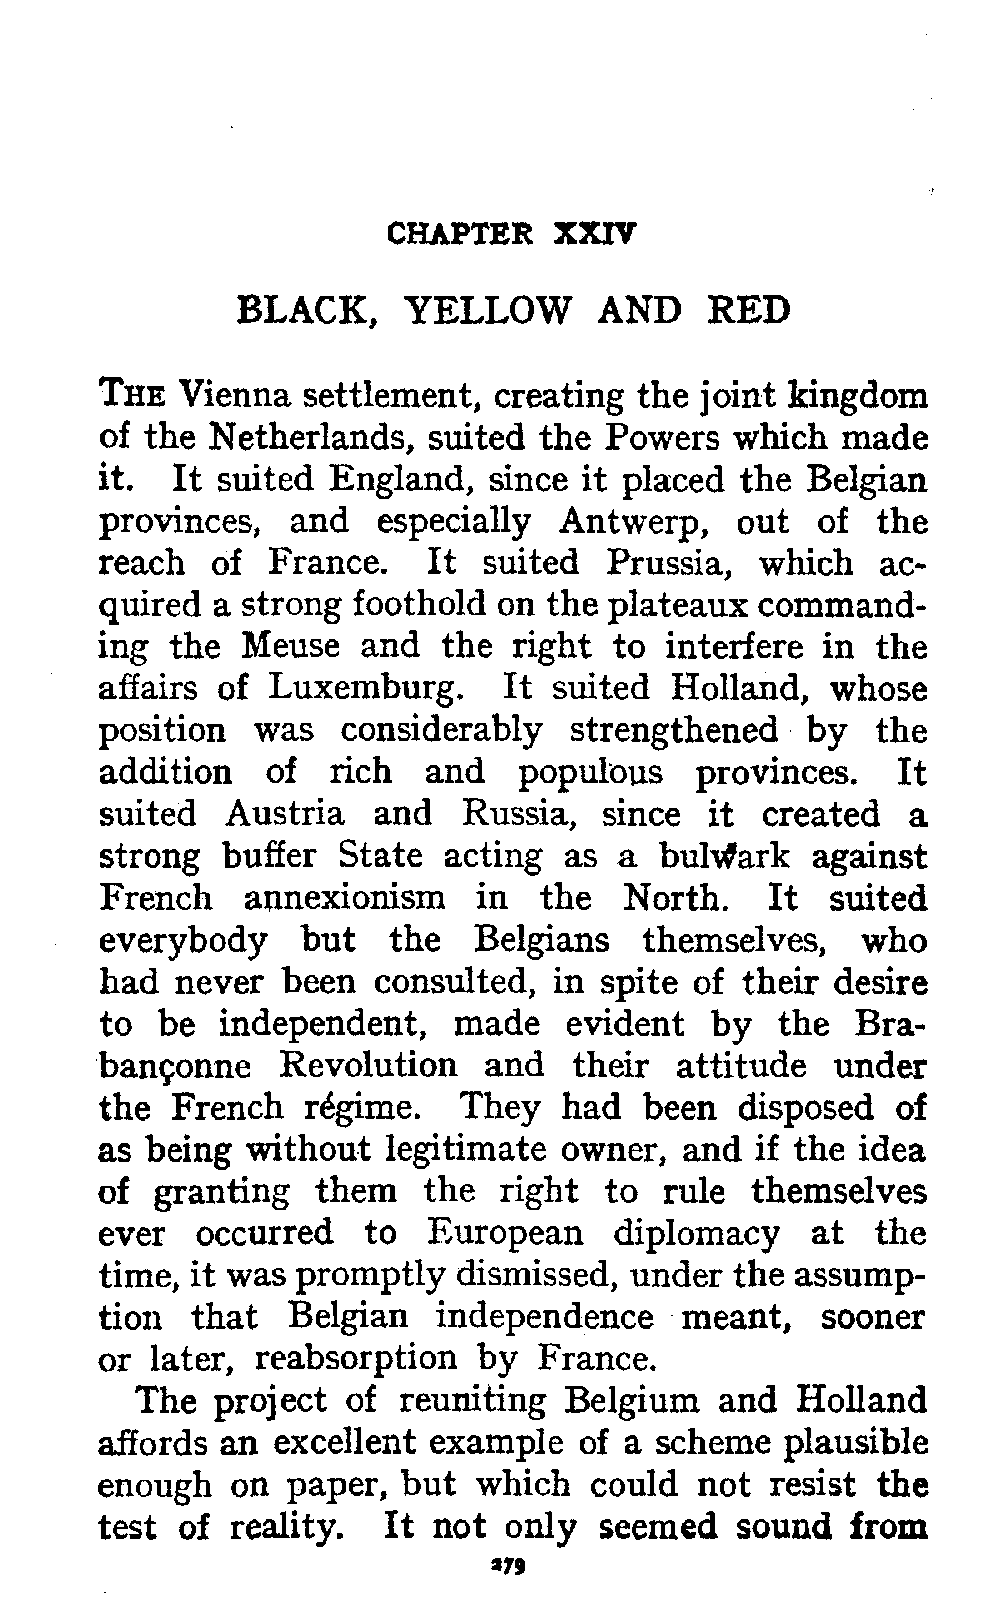 CHAPTER XXIV
BLACK, YELLOW AND RED
THE Vienna settlement, creating the joint kingdom
of the Netherlands, suited the Powers which made
it. It suited England, since it placed the Belgian
provinces, and especially Antwerp, out of the
reach of France. It suited Prussia, which ac-
quired a strong foothold on the plateaux command-
ing the Meuse and the right to interfere in the
affairs of Luxemburg. It suited Holland, whose
position was considerably strengthened by the
addition of rich and populous provinces. It
suited Austria and Russia, since it created a
strong buffer State acting as a bulwark against
French annexionism in the North. It suited
everybody but the Belgians themselves, who
had never been consulted, in spite of their desire
to be independent, made evident by the Bra-
bançonne Revolution and their attitude under
the French régime. They had been disposed of
as being without legitimate owner, and if the idea
of granting them the right to rule themselves
ever occurred to European diplomacy at the
time, it was promptly dismissed, under the assump-
tion that Belgian independence meant, sooner
or later, reabsorption by France.
The project of reuniting Belgium and Holland
affords an excellent example of a scheme plausible
enough on paper, but which could not resist the
test of reality. It not only seemed sound from
279